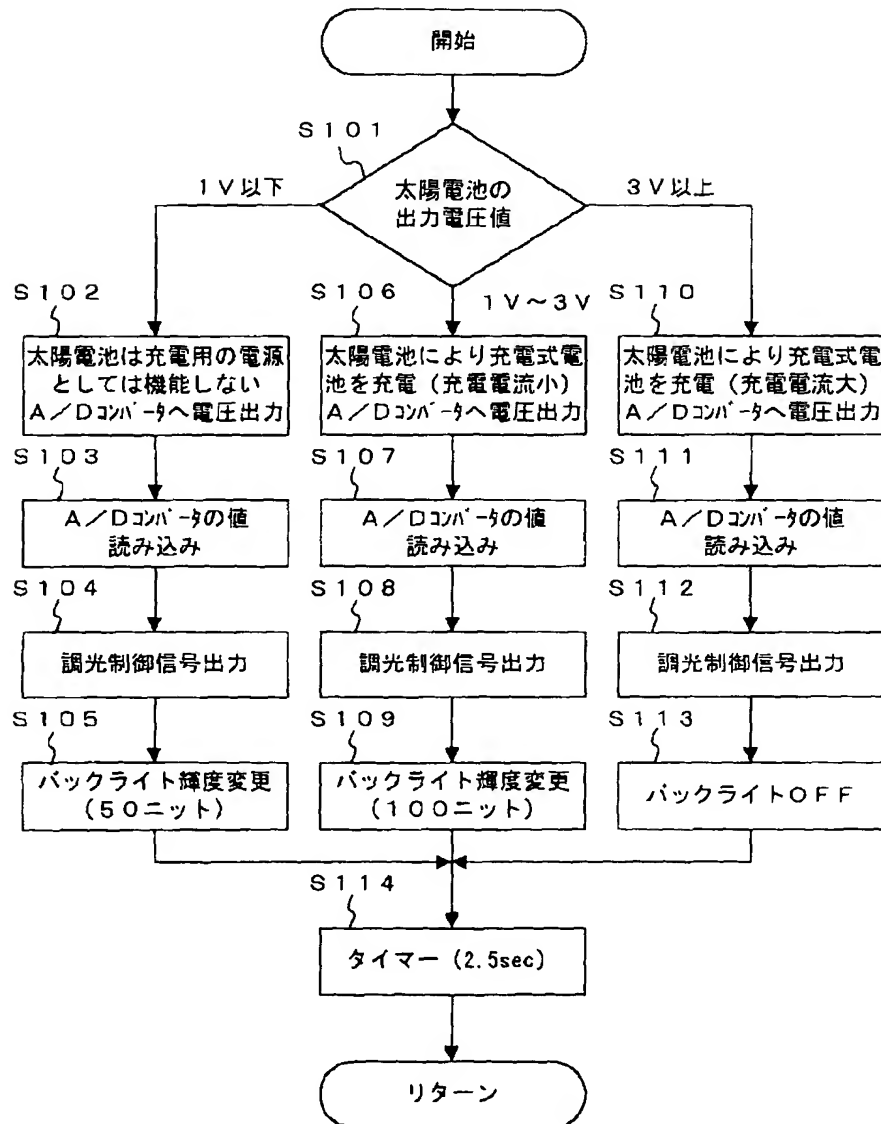 開始
S101
太陽電池の
出力電圧値
1V以下
1V～3V
3V以上
S102
太陽電池は充電用の電源
としては機能しない
A/Dコンバータへ電圧出力
S103
A/Dコンバータの値
読み込み
S104
調光制御信号出力
S105
バックライト輝度変更
(50ニット)
S106
太陽電池により充電式電
池を充電(充電電流小)
A/Dコンバータへ電圧出力
S107
A/Dコンバータの値
読み込み
S108
調光制御信号出力
S109
バックライト輝度変更
(100ニット)
S110
太陽電池により充電式電
池を充電(充電電流大)
A/Dコンバータへ電圧出力
S111
A/Dコンバータの値
読み込み
S112
調光制御信号出力
S113
バックライトOFF
S114
タイマー(2.5sec)
リターン